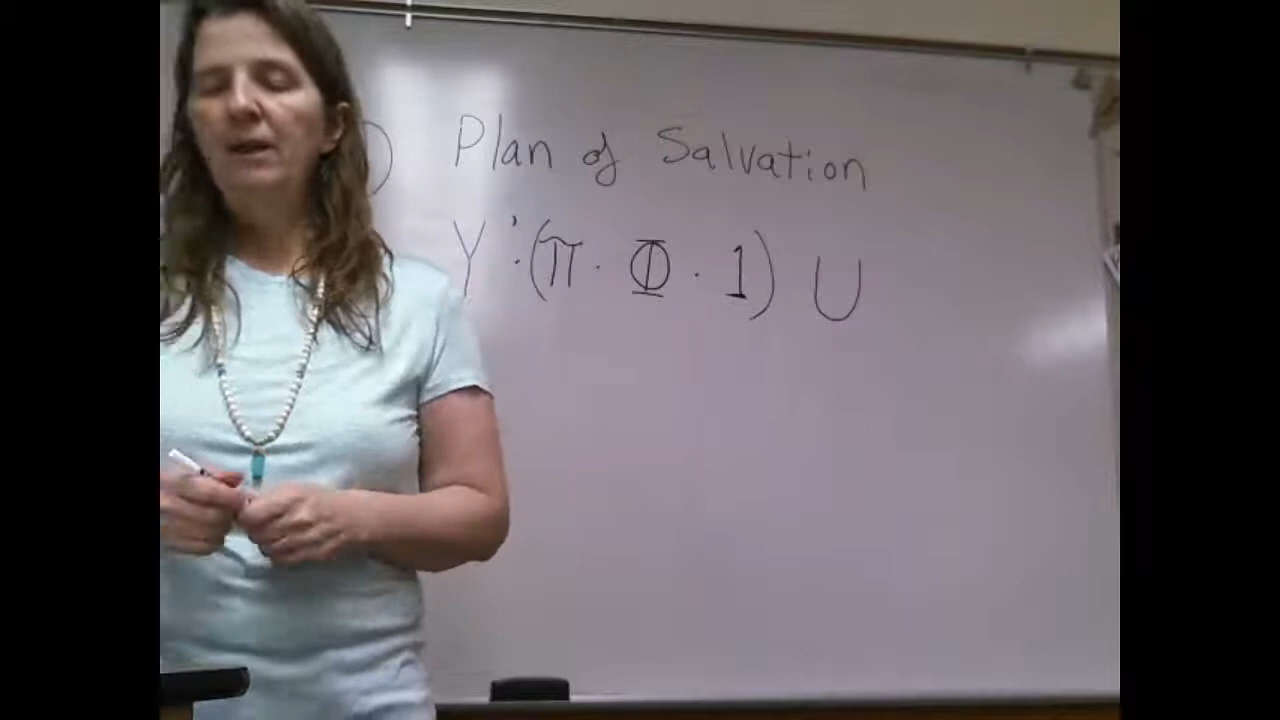 ) Plan of Salvation
Y :(π · Φ · 1) U